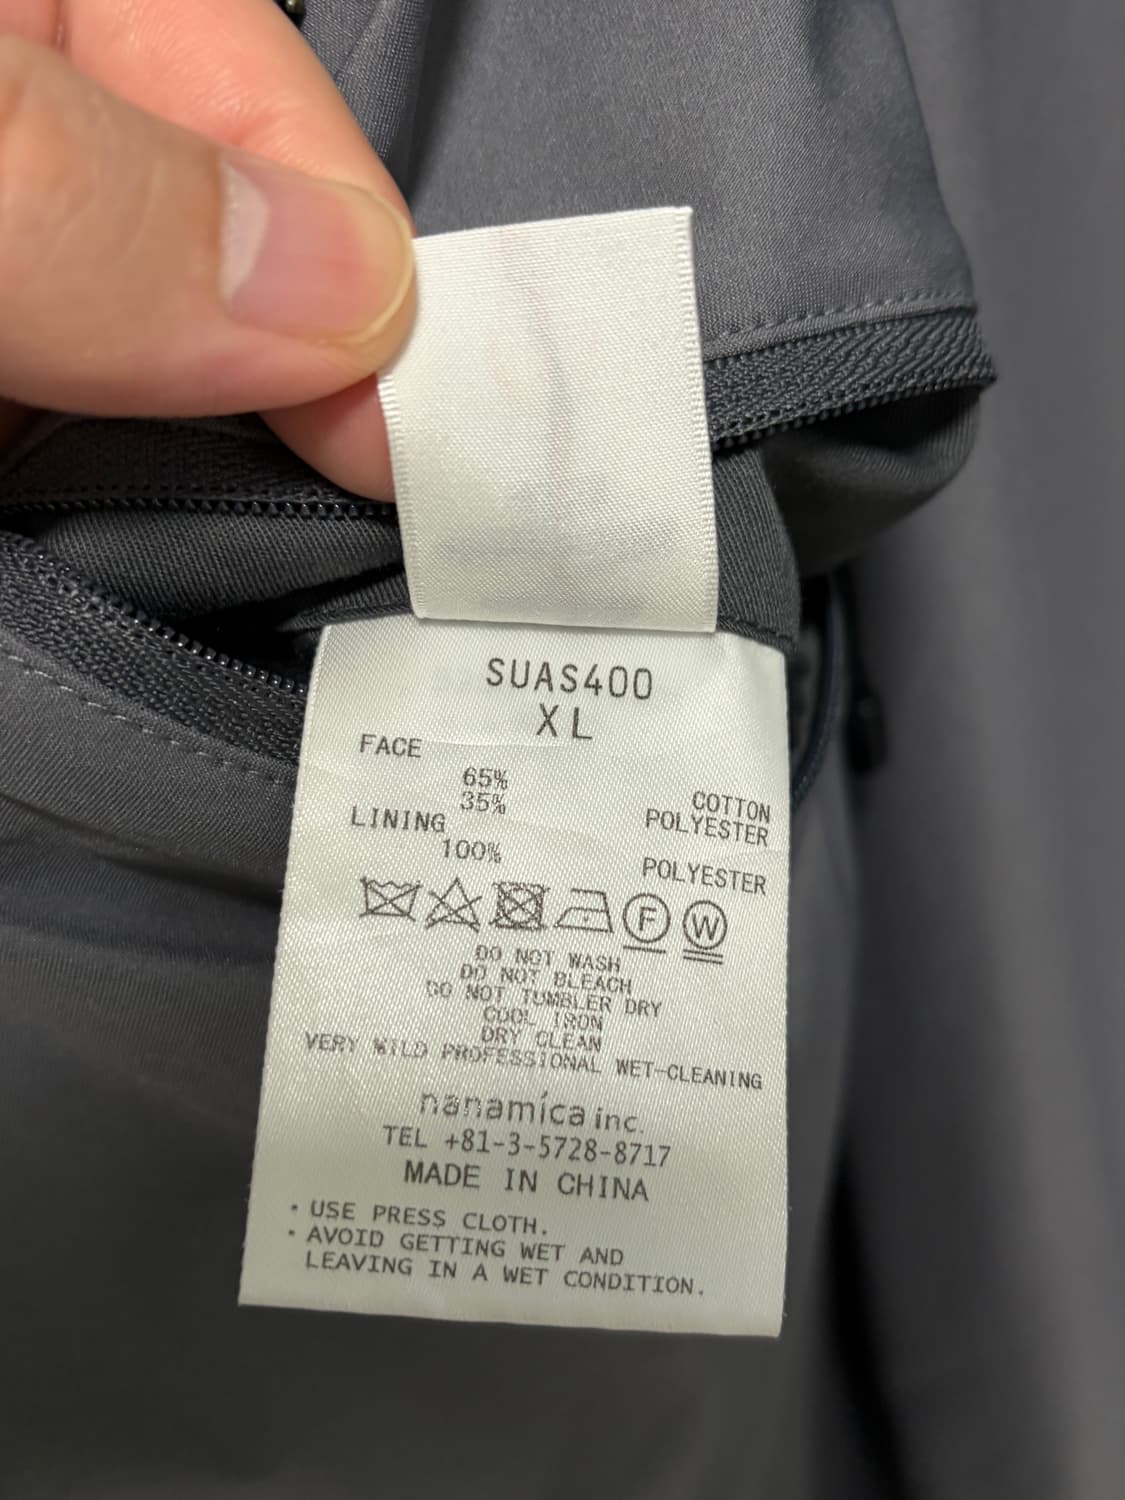 SUAS400
XL
FACE
65% COTTON
35% POLYESTER
LINING
100% POLYESTER
F W
DO NOT WASH
DO NOT BLEACH
DO NOT TUMBLER DRY
COOL IRON
DRY CLEAN
VERY MILD PROFESSIONAL WET-CLEANING
nanamica inc.
TEL +81-3-5728-8717
MADE IN CHINA
・USE PRESS CLOTH.
・AVOID GETTING WET AND
LEAVING IN A WET CONDITION.